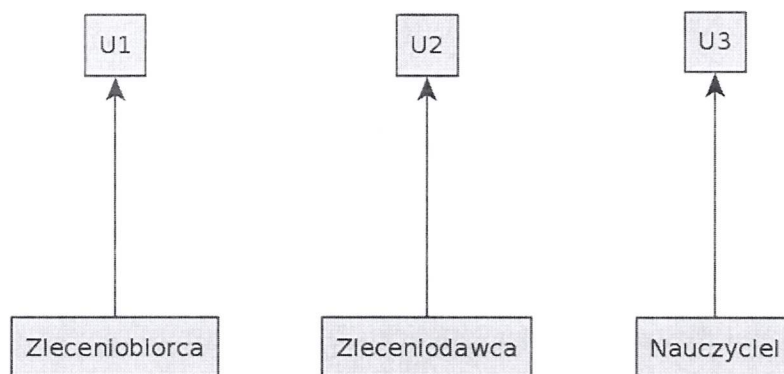 U1
U2
U3
Zleceniobiorca
Zleceniodawca
Nauczyciel